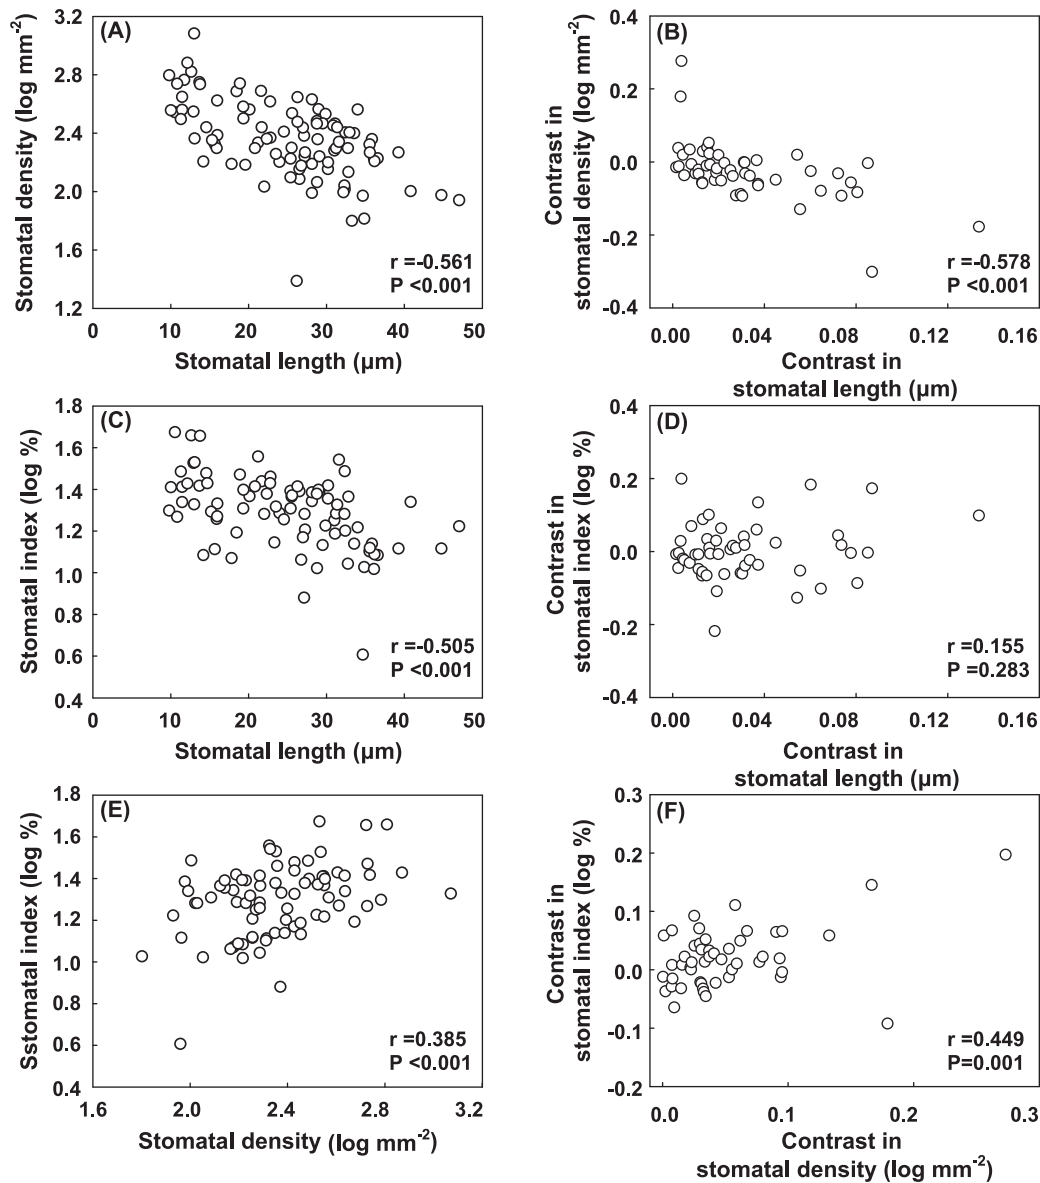 (A)
Stomatal density (log mm-2)
3.2
2.8
2.4
2.0
1.6
1.2
r =-0.561
P <0.001
0 10 20 30 40 50
Stomatal length (µm)
(B)
Contrast in
stomatal density (log mm-2)
0.4
0.2
0.0
-0.2
-0.4
r =-0.578
P <0.001
0.00 0.04 0.08 0.12 0.16
Contrast in
stomatal length (µm)
(C)
Stomatal index (log %)
1.8
1.6
1.4
1.2
1.0
0.8
0.6
0.4
r =-0.505
P <0.001
0 10 20 30 40 50
Stomatal length (µm)
(D)
Contrast in
stomatal index (log %)
0.4
0.2
0.0
-0.2
-0.4
r =0.155
P =0.283
0.00 0.04 0.08 0.12 0.16
Contrast in
stomatal length (µm)
(E)
Sstomatal index (log %)
1.8
1.6
1.4
1.2
1.0
0.8
0.6
0.4
r =0.385
P <0.001
1.6 2.0 2.4 2.8 3.2
Stomatal density (log mm-2)
(F)
Contrast in
stomatal index (log %)
0.3
0.2
0.1
0.0
-0.1
-0.2
r =0.449
P=0.001
0.0 0.1 0.2 0.3
Contrast in
stomatal density (log mm-2)